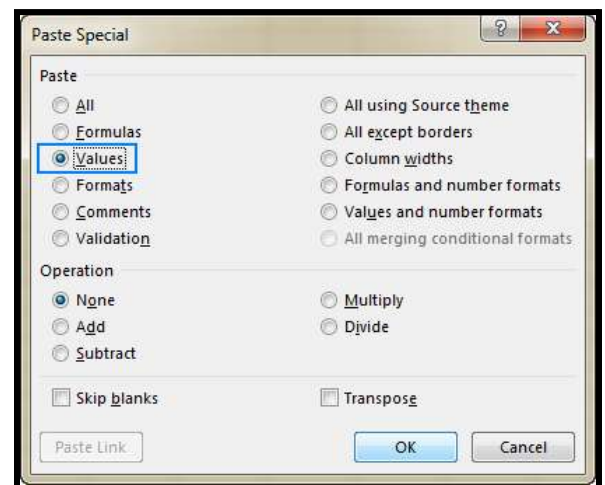 Paste Special
Paste
All
All using Source theme
Formulas
All except borders
Values
Column widths
Formats
Formulas and number formats
Comments
Values and number formats
Validation
All merging conditional formats
Operation
None
Multiply
Add
Divide
Subtract
Skip blanks
Transpose
Paste Link
OK
Cancel